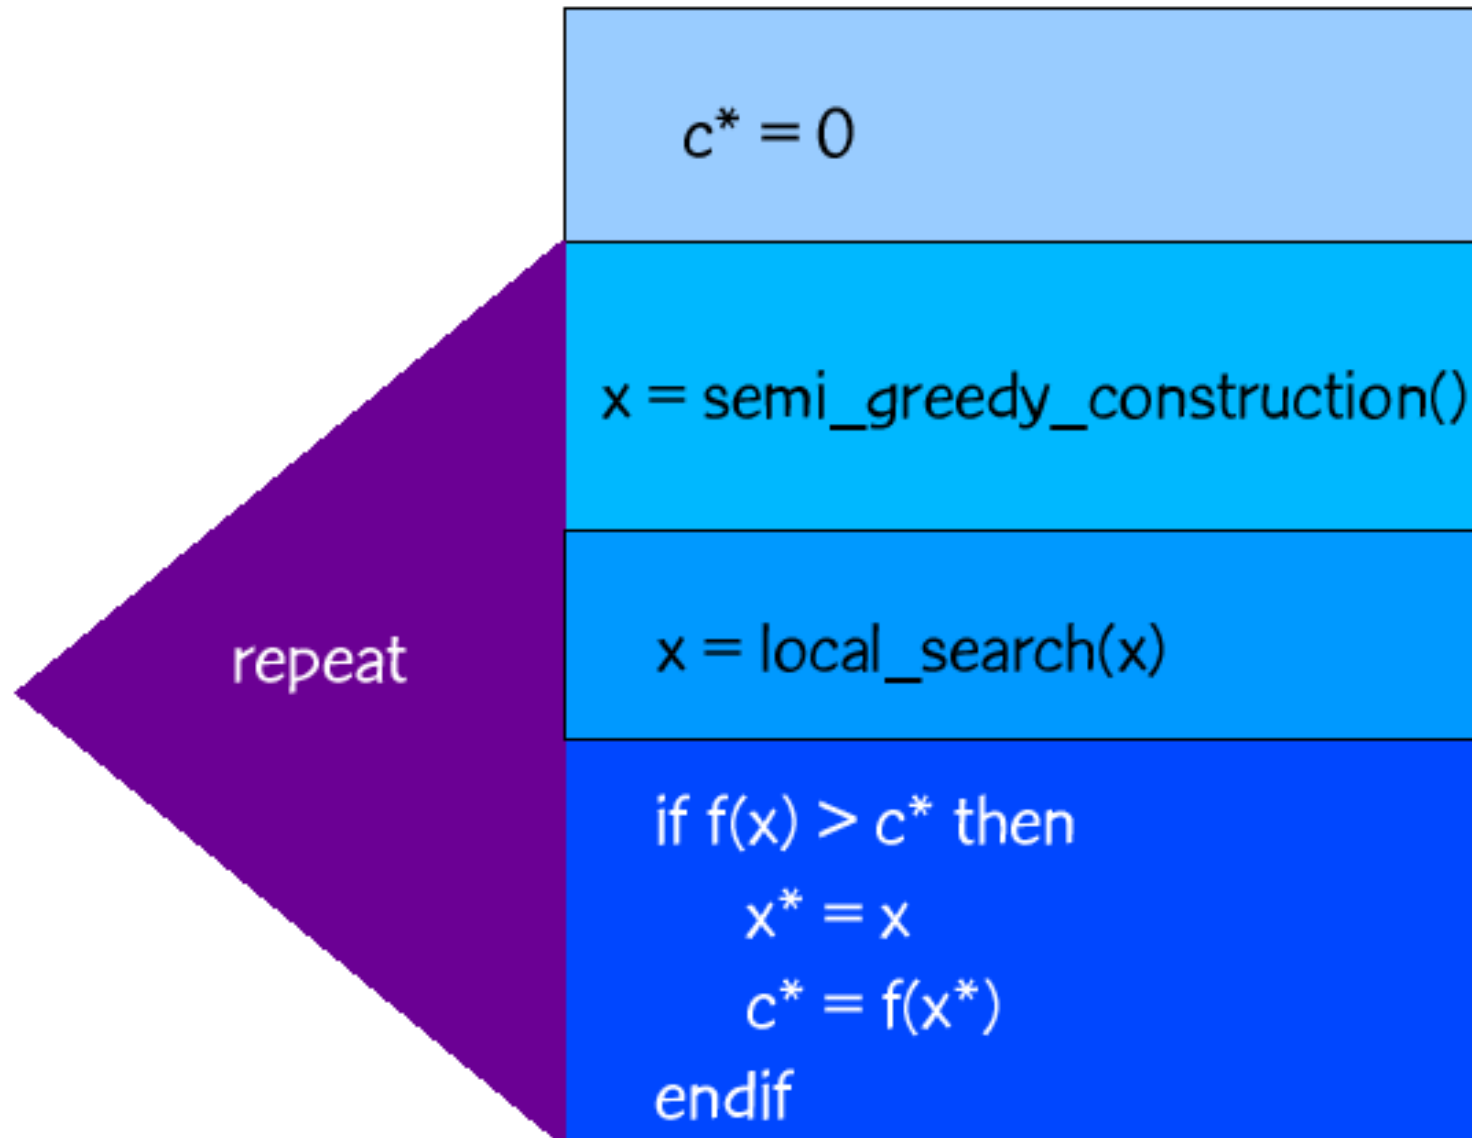 c* = 0
x = semi_greedy_construction()
repeat
x = local_search(x)
if f(x) > c* then
x* = x
c* = f(x*)
endif